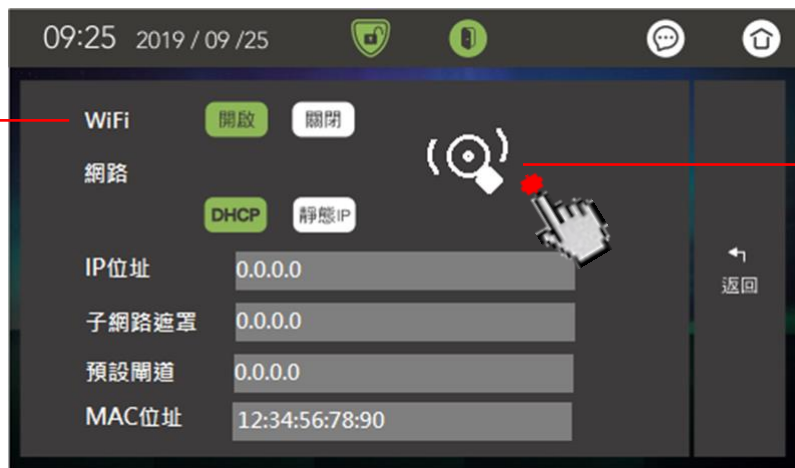 09:25 2019 / 09 /25
WiFi 開啟 關閉
網路
DHCP 靜態IP
IP位址 0.0.0.0
子網路遮罩 0.0.0.0
預設閘道 0.0.0.0
MAC位址 12:34:56:78:90
返回